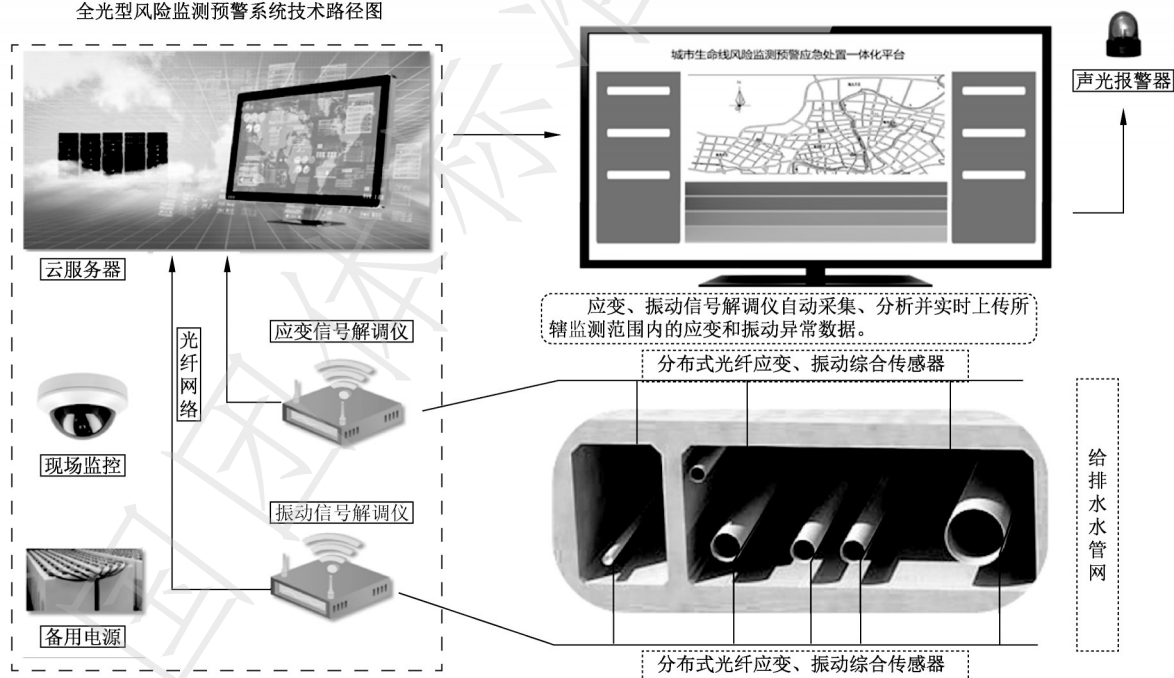 全光型风险监测预警系统技术路径图
城市生命线风险监测预警应急处置一体化平台
声光报警器
云服务器
应变、振动信号解调仪自动采集、分析并实时上传所
辖监测范围内的应变和振动异常数据。
光纤网络
应变信号解调仪
分布式光纤应变、振动综合传感器
现场监控
给排水水管网
振动信号解调仪
备用电源
分布式光纤应变、振动综合传感器